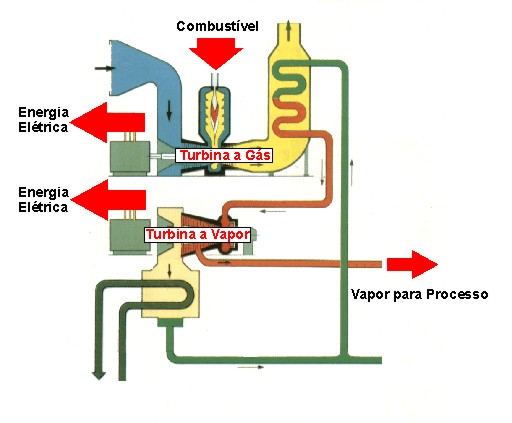 Combustível
Energia
Elétrica
Turbina a Gás
Energia
Elétrica
Turbina a Vapor
Vapor para Processo